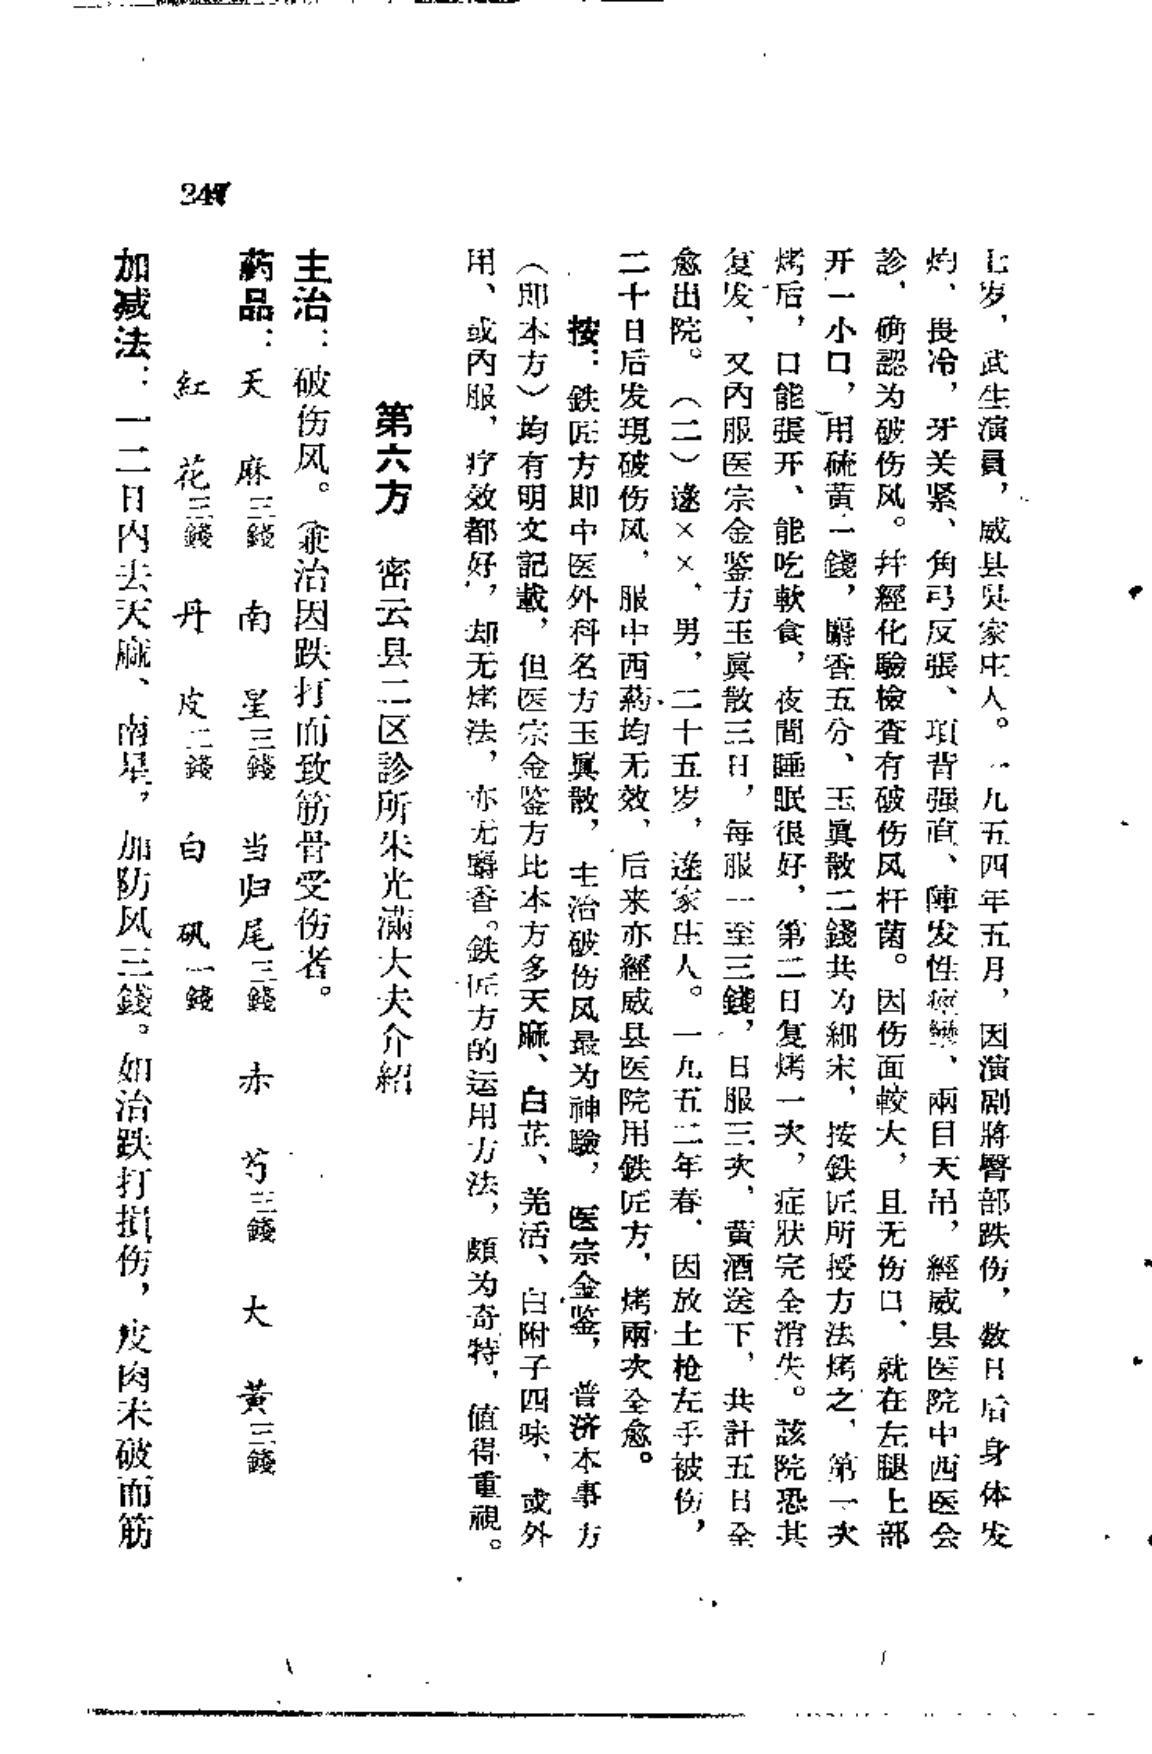 七岁，武生演員，威县吳家庄人。一九五四年五月，因演剧將臀部跌伤，数日后身体发
灼、畏冷，牙关紧、角弓反張、項背强直、陣发性痙攣、兩目天吊，經威县医院中西医会
診，确認为破伤风。幷經化驗檢查有破伤风杆菌。因伤面較大，且无伤口，就在左腿上部
开一小口，用硫黃一錢，麝香五分、玉眞散二錢共为細末，按鉄匠所授方法烤之，第一次
烤后，口能張开、能吃軟食，夜間睡眠很好，第二日复烤一次，症狀完全消失。該院恐其
复发，又內服医宗金鉴方玉眞散三日，每服一至三錢，日服三次，黃酒送下，共計五日全
愈出院。（二）逯××，男，二十五岁，逯家庄人。一九五二年春，因放土枪左手被伤，
二十日后发現破伤风，服中西葯均无效，后来亦經威县医院用鉄匠方，烤兩次全愈。
按：鉄匠方即中医外科名方玉眞散，主治破伤风最为神驗，医宗金鉴，普济本事方
（即本方）均有明文記載，但医宗金鉴方比本方多天麻、白芷、羌活、白附子四味，或外
用、或內服，疗效都好，却无烤法，亦无麝香。鉄匠方的运用方法，頗为奇特，値得重視。
第六方　密云县二区診所朱光滿大夫介紹
主治：破伤风。兼治因跌打而致筋骨受伤者。
葯品：天麻三錢　南星三錢　当归尾三錢　赤芍三錢　大黃三錢
紅花三錢　丹皮二錢　白矾一錢
加减法：一二日內去天麻、南星，加防风三錢。如治跌打損伤，皮肉未破而筋
247